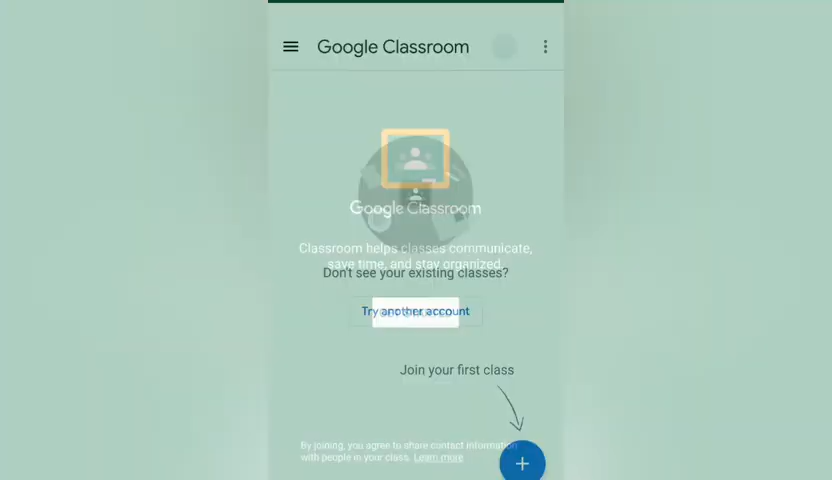 Google Classroom
Google Classroom
Classroom helps classes communicate,
save time, and stay organized.
Don't see your existing classes?
Try another account
Join your first class
By joining, you agree to share contact information
with people in your class. Learn more